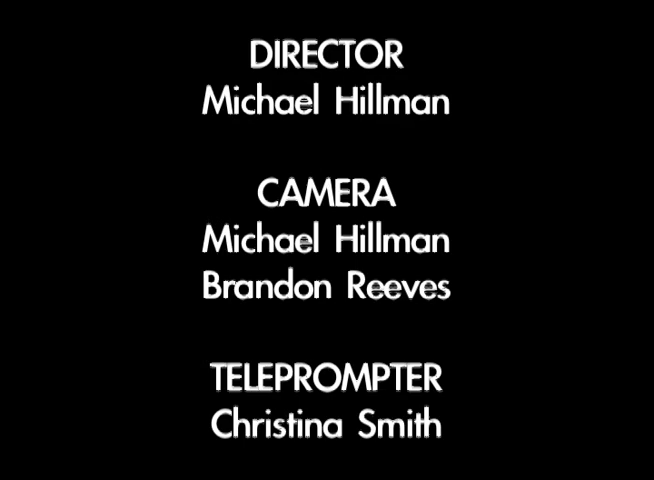 DIRECTOR
Michael Hillman
CAMERA
Michael Hillman
Brandon Reeves
TELEPROMPTER
Christina Smith